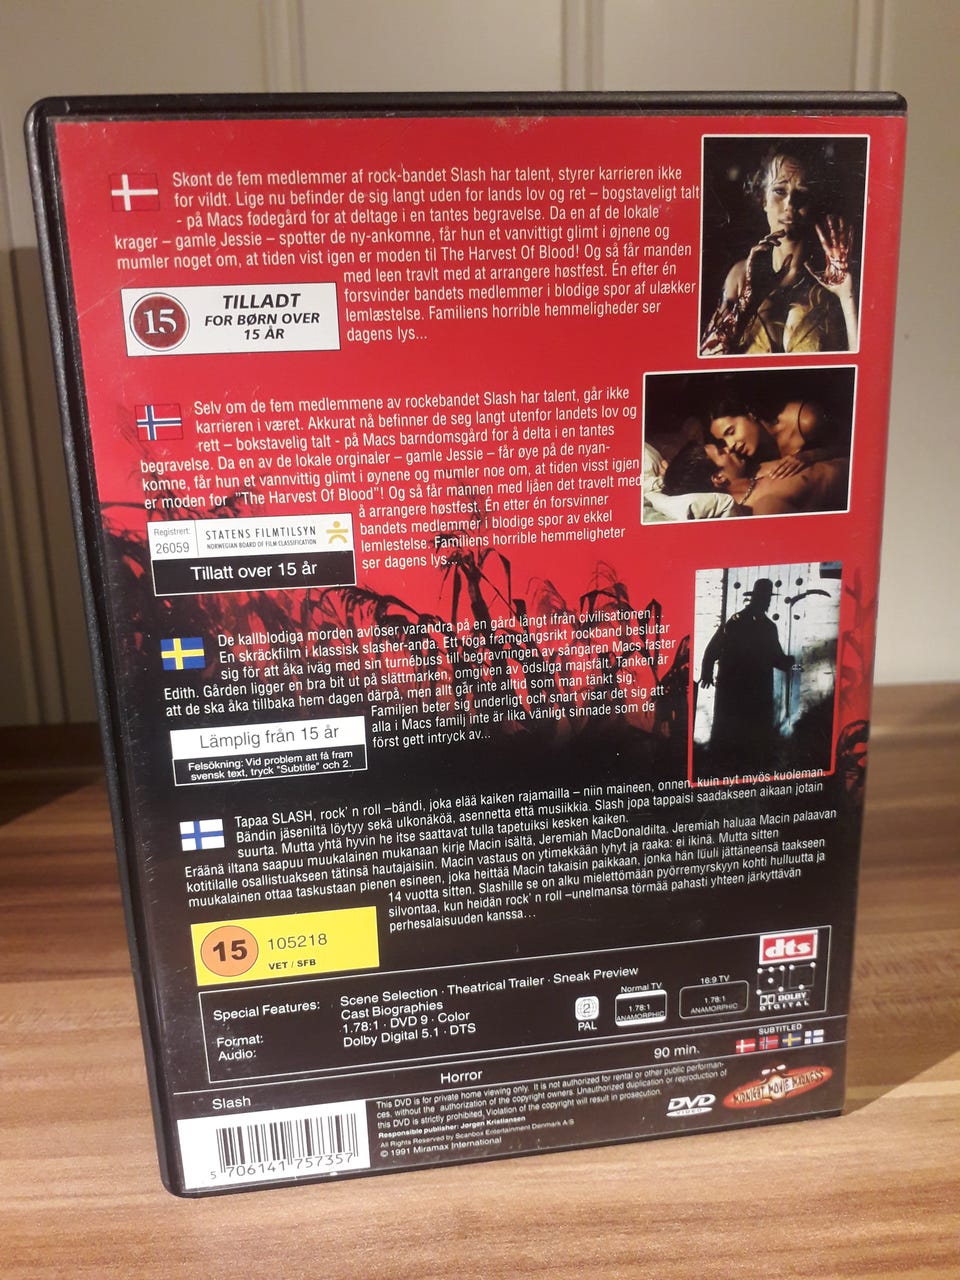 Skønt de fem medlemmer af rock-bandet Slash har talent, styrer karrieren ikke
for vildt. Lige nu befinder de sig langt uden for lands lov og ret – bogstaveligt talt
- på Macs fødegård for at deltage i en tantes begravelse. Da en af de lokale
krager – gamle Jessie – spotter de ny-ankomne, får hun et vanvittigt glimt i øjnene og
mumler noget om, at tiden vist igen er moden til The Harvest Of Blood! Og så får manden
med leen travlt med at arrangere høstfest. Én efter én
forsvinder bandets medlemmer i blodige spor af ulækker
lemlæstelse. Familiens horrible hemmeligheder ser
dagens lys...
15
TILLADT
FOR BØRN OVER
15 ÅR
Selv om de fem medlemmene av rockebandet Slash har talent, går ikke
karrieren i været. Akkurat nå befinner de seg langt utenfor landets lov og
rett – bokstavelig talt - på Macs barndomsgård for å delta i en tantes
begravelse. Da en av de lokale orginaler – gamle Jessie – får øye på de nyan-
komne, får hun et vannvittig glimt i øynene og mumler noe om, at tiden visst igjen
er moden for "The Harvest Of Blood"! Og så får mannen med ljåen det travelt med
å arrangere høstfest. Én etter én forsvinner
bandets medlemmer i blodige spor av ekkel
lemlestelse. Familiens horrible hemmeligheter
ser dagens lys...
Registrert:
26059
STATENS FILMTILSYN
NORWEGIAN BOARD OF FILM CLASSIFICATION
Tillatt over 15 år
De kallblodiga morden avlöser varandra på en gård långt ifrån civilisationen...
En skräckfilm i klassisk slasher-anda. Ett föga framgångsrikt rockband beslutar
sig för att åka iväg med sin turnébuss till begravningen av sångaren Macs faster
Edith. Gården ligger en bra bit ut på slättmarken, omgiven av ödsliga majsfält. Tanken är
att de ska åka tillbaka hem dagen därpå, men allt går inte alltid som man tänkt sig.
Familjen beter sig underligt och snart visar det sig att
alla i Macs familj inte är lika vänligt sinnade som de
först gett intryck av...
Lämplig från 15 år
Felsökning: Vid problem att få fram
svensk text, tryck "Subtitle" och 2.
Tapaa SLASH, rock' n roll –bändi, joka elää kaiken rajamailla – niin maineen, onnen, kuin nyt myös kuoleman.
Bändin jäseniltä löytyy sekä ulkonäköä, asennetta että musiikkia. Slash jopa tappaisi saadakseen aikaan jotain
suurta. Mutta yhtä hyvin he itse saattavat tulla tapetuiksi kesken kaiken.
Eräänä iltana saapuu muukalainen mukanaan kirje Macin isältä, Jeremiah MacDonaldilta. Jeremiah haluaa Macin palaavan
kotitilalle osallistuakseen tätinsä hautajaisiin. Macin vastaus on ytimekkään lyhyt ja raaka: ei ikinä. Mutta sitten
muukalainen ottaa taskustaan pienen esineen, joka heittää Macin takaisin paikkaan, jonka hän luuli jättäneensä taakseen
14 vuotta sitten. Slashille se on alku mielettömään pyörremyrskyyn kohti hulluutta ja
silvontaa, kun heidän rock' n roll –unelmansa törmää pahasti yhteen järkyttävän
perhesalaisuuden kanssa...
15
105218
VET / SFB
Special Features:
Scene Selection · Theatrical Trailer · Sneak Preview
Cast Biographies
Format:
1.78:1 · DVD 9 · Color
Audio:
Dolby Digital 5.1 · DTS
2
PAL
Normal TV
1.78:1
ANAMORPHIC
16:9 TV
1.78:1
ANAMORPHIC
dts
DOLBY
DIGITAL
SUBTITLED
90 min.
Horror
Slash
This DVD is for private home viewing only. It is not authorized for rental or other public performan-
ces, without the authorization of the copyright owners. Unauthorized duplication or reproduction of
this DVD is strictly prohibited, Violation of the copyright will result in prosecution.
Responsible publisher: Jorgen Kristiansen
All Rights Reserved by Scanbox Entertainment Denmark A/S
© 1991 Miramax International
DVD
VIDEO
MIDNIGHT MOVIE MADNESS
5 706141 757357